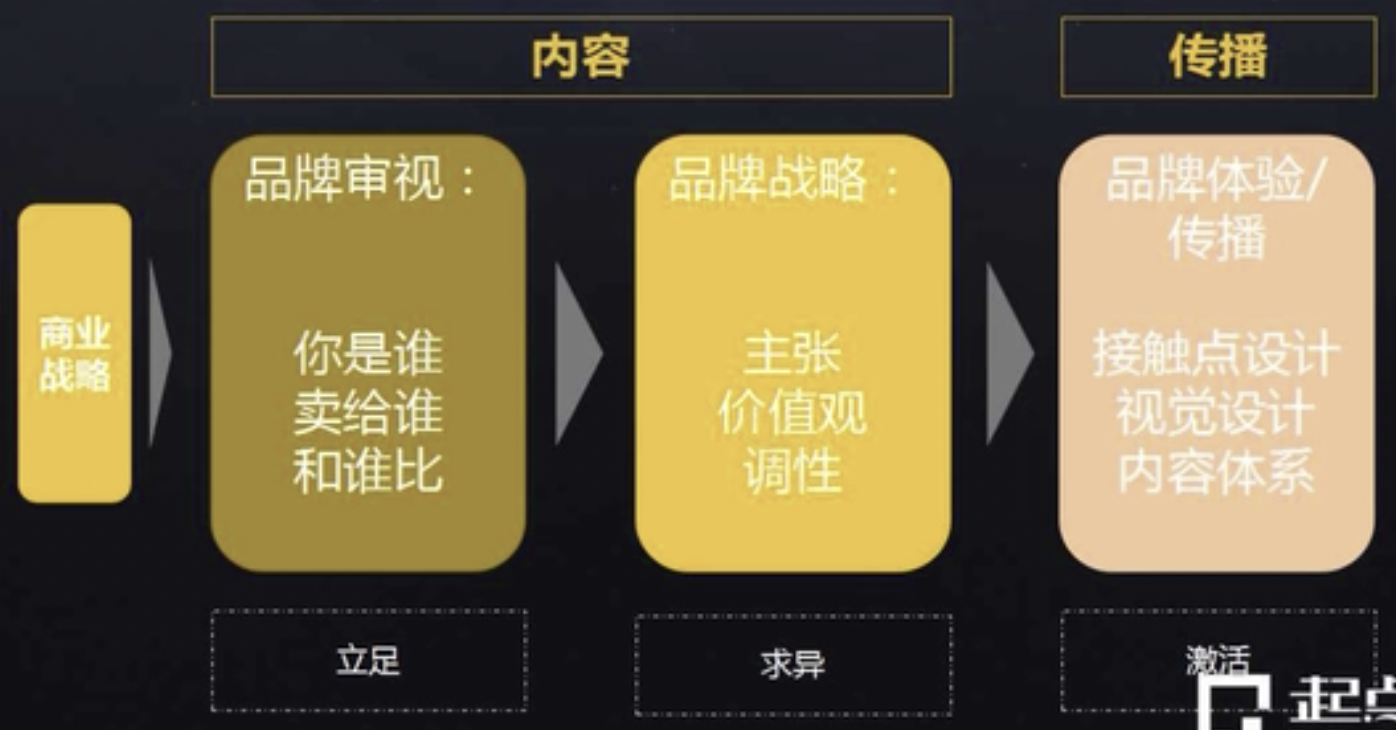 内容
传播
商业
战略
品牌审视：
你是谁
卖给谁
和谁比
品牌战略：
主张
价值观
调性
品牌体验/
传播
接触点设计
视觉设计
内容体系
立足
求异
激活
起点